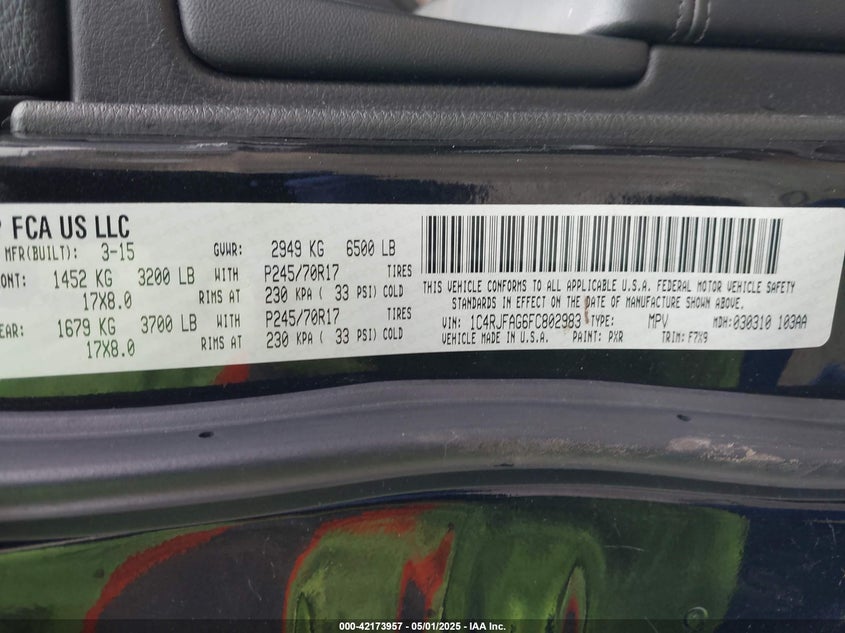 FCA US LLC
MFR(BUILT): 3-15 GVWR: 2949 KG 6500 LB
ONT: 1452 KG 3200 LB WITH P245/70R17 TIRES
17X8.0 RIMS AT 230 KPA ( 33 PSI) COLD
EAR: 1679 KG 3700 LB WITH P245/70R17 TIRES
17X8.0 RIMS AT 230 KPA ( 33 PSI) COLD
THIS VEHICLE CONFORMS TO ALL APPLICABLE U.S.A. FEDERAL MOTOR VEHICLE SAFETY
STANDARDS IN EFFECT ON THE DATE OF MANUFACTURE SHOWN ABOVE.
VIN: 1C4RJFAG6FC802983 TYPE: MPV MDH:030310 103AA
VEHICLE MADE IN U.S.A. PAINT: PXR TRIM: F7X9
000-42173957 - 05/01/2025 - IAA Inc.